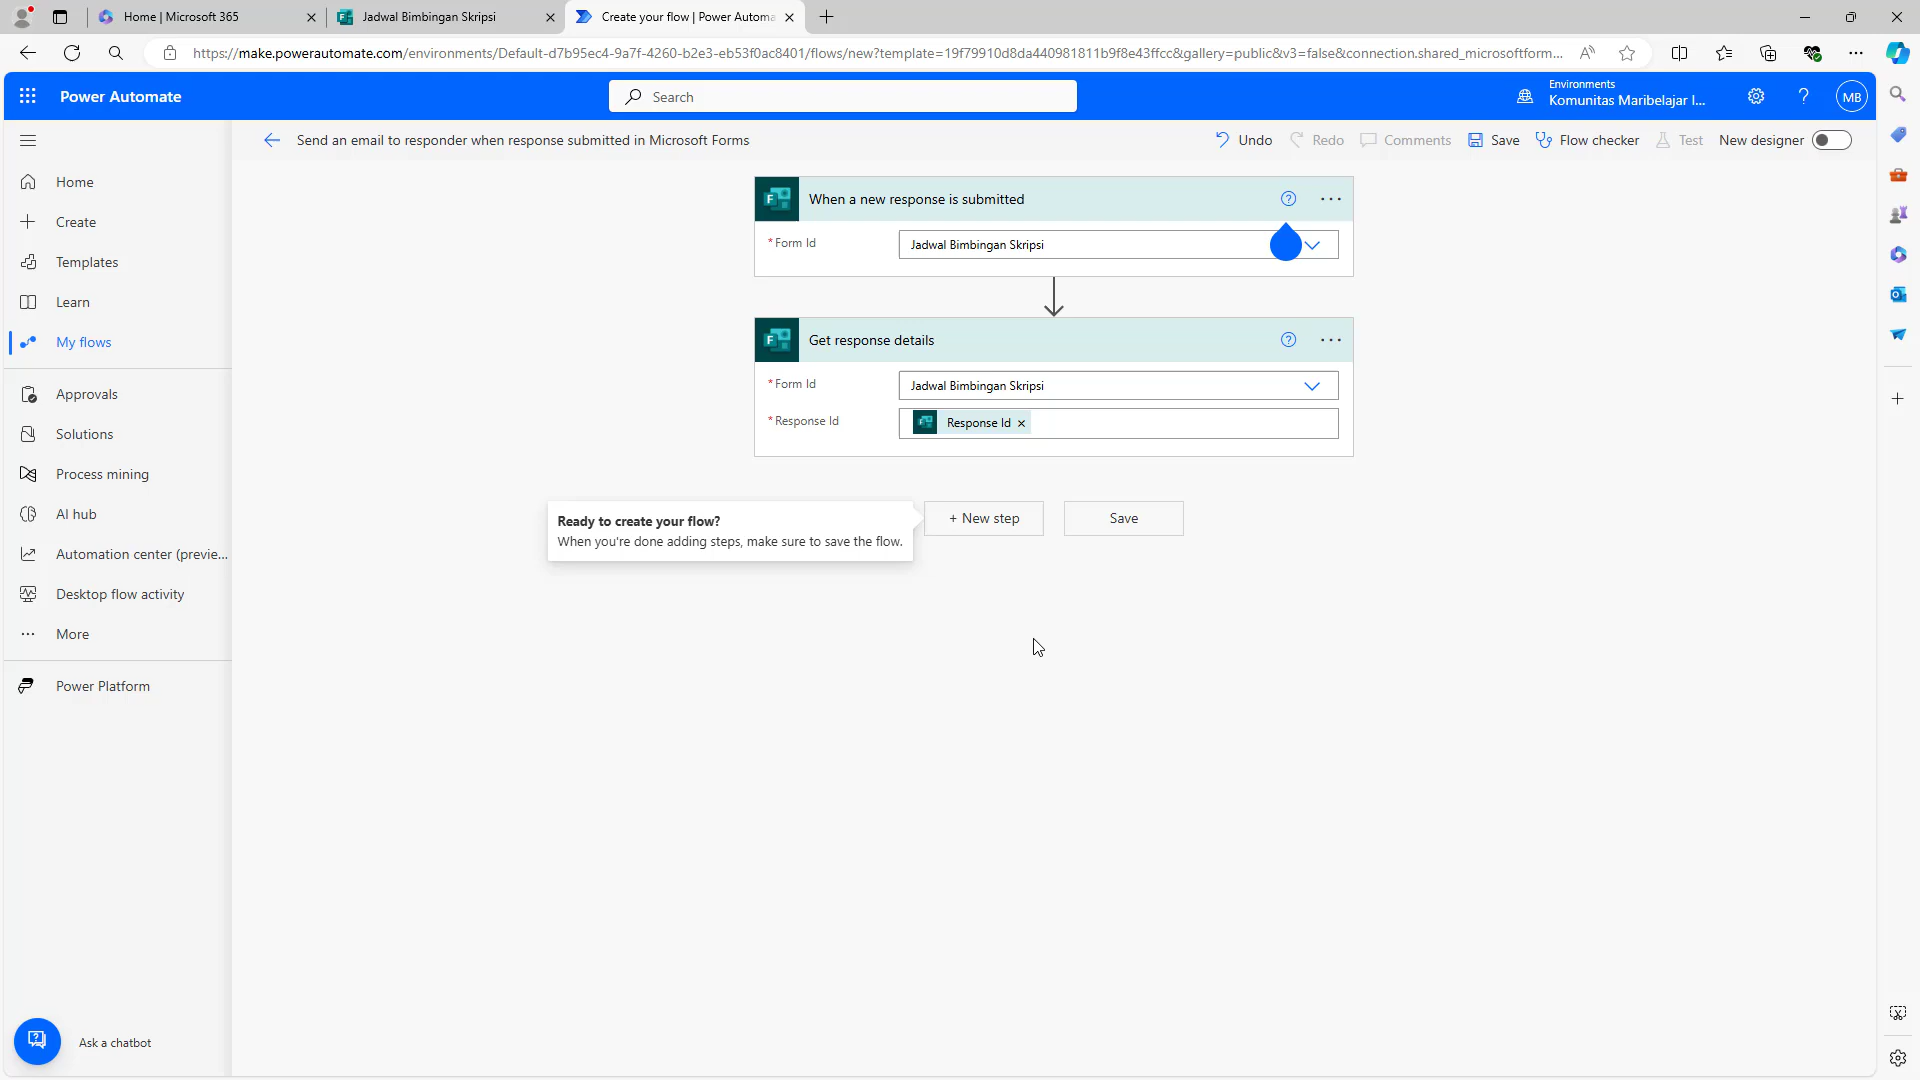 Home | Microsoft 365
Jadwal Bimbingan Skripsi
Create your flow | Power Automa
https://make.powerautomate.com/environments/Default-d7b95ec4-9a7f-4260-b2e3-eb53f0ac8401/flows/new?template=19f79910d8da440981811b9f8e43ffcc&gallery=public&v3=false&connection.shared_microsoftform...
Power Automate
Search
Environments
Komunitas Maribelajar I...
?
MB
Send an email to responder when response submitted in Microsoft Forms
Undo
Redo
Comments
Save
Flow checker
Test
New designer
Home
Create
Templates
Learn
My flows
Approvals
Solutions
Process mining
AI hub
Automation center (previe...
Desktop flow activity
More
Power Platform
Ask a chatbot
When a new response is submitted
* Form Id
Jadwal Bimbingan Skripsi
Get response details
* Form Id
Jadwal Bimbingan Skripsi
* Response Id
Response Id
Ready to create your flow?
When you're done adding steps, make sure to save the flow.
+ New step
Save